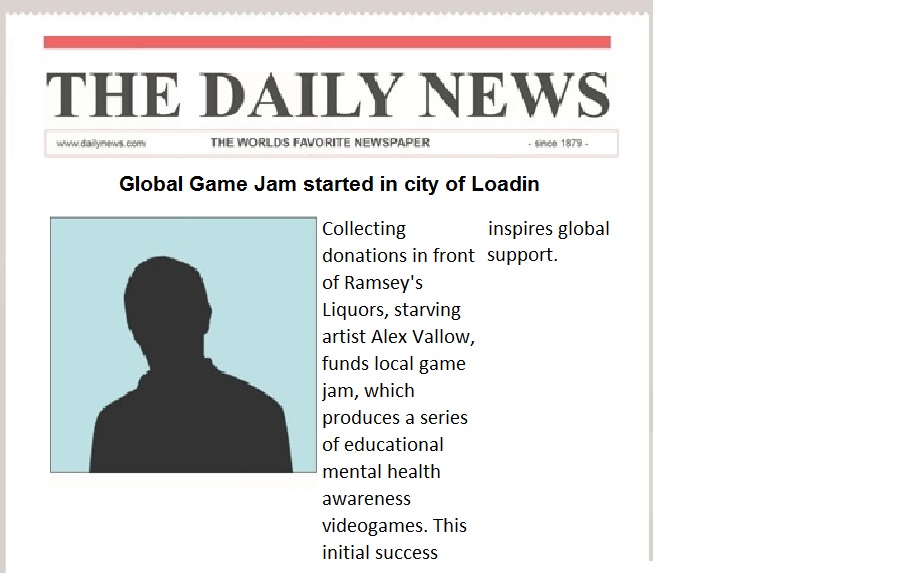 THE DAILY NEWS
www.dailynews.com THE WORLDS FAVORITE NEWSPAPER - since 1879 -
Global Game Jam started in city of Loadin
Collecting
donations in front
of Ramsey's
Liquors, starving
artist Alex Vallow,
funds local game
jam, which
produces a series
of educational
mental health
awareness
videogames. This
initial success
inspires global
support.